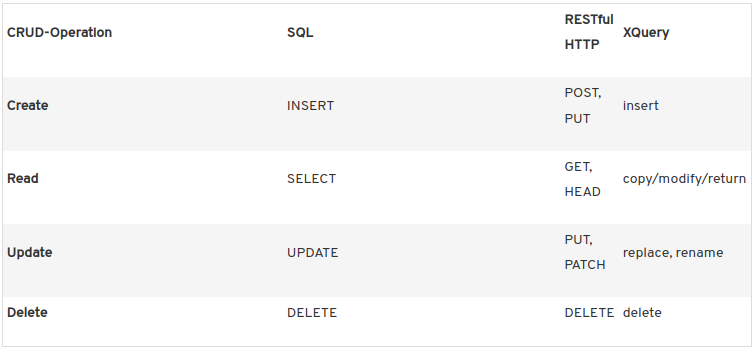 CRUD-Operation SQL RESTful HTTP XQuery
Create INSERT POST, PUT insert
Read SELECT GET, HEAD copy/modify/return
Update UPDATE PUT, PATCH replace, rename
Delete DELETE DELETE delete